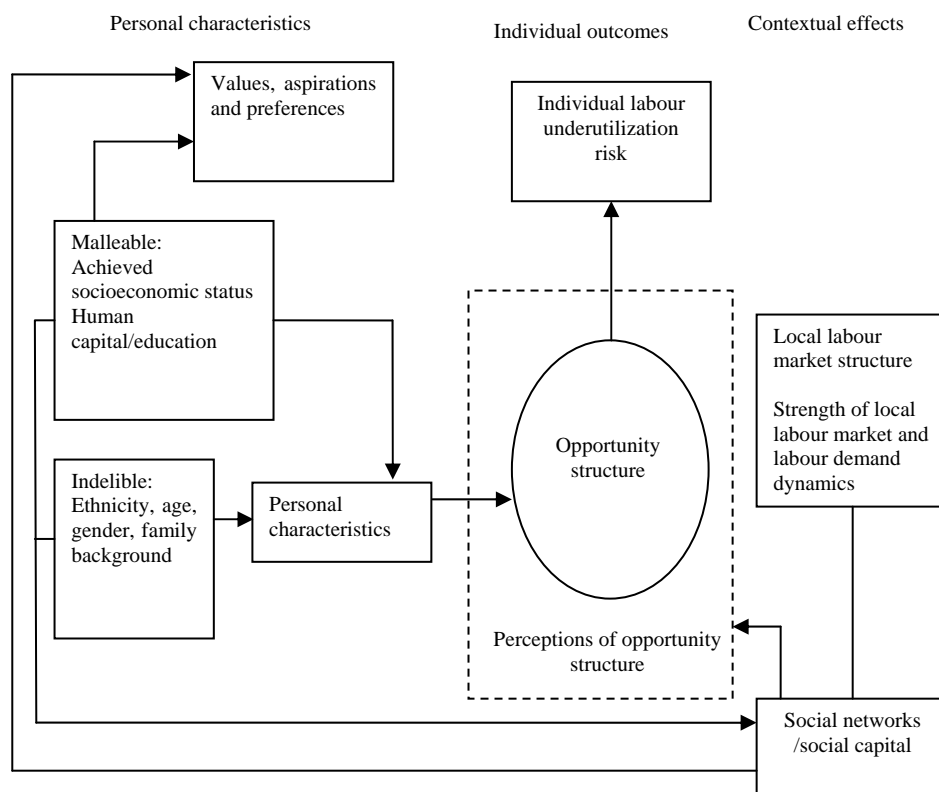 Personal characteristics
Individual outcomes
Contextual effects
Values, aspirations
and preferences
Individual labour
underutilization
risk
Malleable:
Achieved
socioeconomic status
Human
capital/education
Local labour
market structure
Strength of local
labour market and
labour demand
dynamics
Opportunity
structure
Indelible:
Ethnicity, age,
gender, family
background
Personal
characteristics
Perceptions of opportunity
structure
Social networks
/social capital